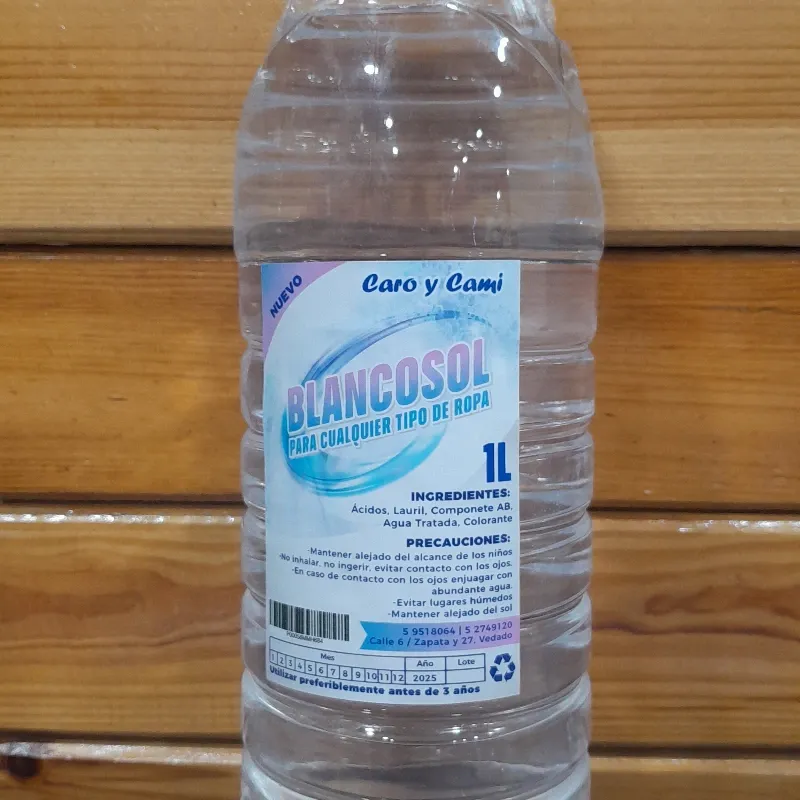 NUEVO
Caro y Cami
BLANCOSOL
PARA CUALQUIER TIPO DE ROPA
1L
INGREDIENTES:
Ácidos, Lauril, Componete AB,
Agua Tratada, Colorante
PRECAUCIONES:
-Mantener alejado del alcance de los niños
-No inhalar, no ingerir, evitar contacto con los ojos.
-En caso de contacto con los ojos enjuagar con
abundante agua.
-Evitar lugares húmedos
-Mantener alejado del sol
5 9518064 | 5 2749120
Calle 6 / Zapata y 27, Vedado
Mes Año Lote
1 2 3 4 5 6 7 8 9 10 11 12 2025
Utilizar preferiblemente antes de 3 años